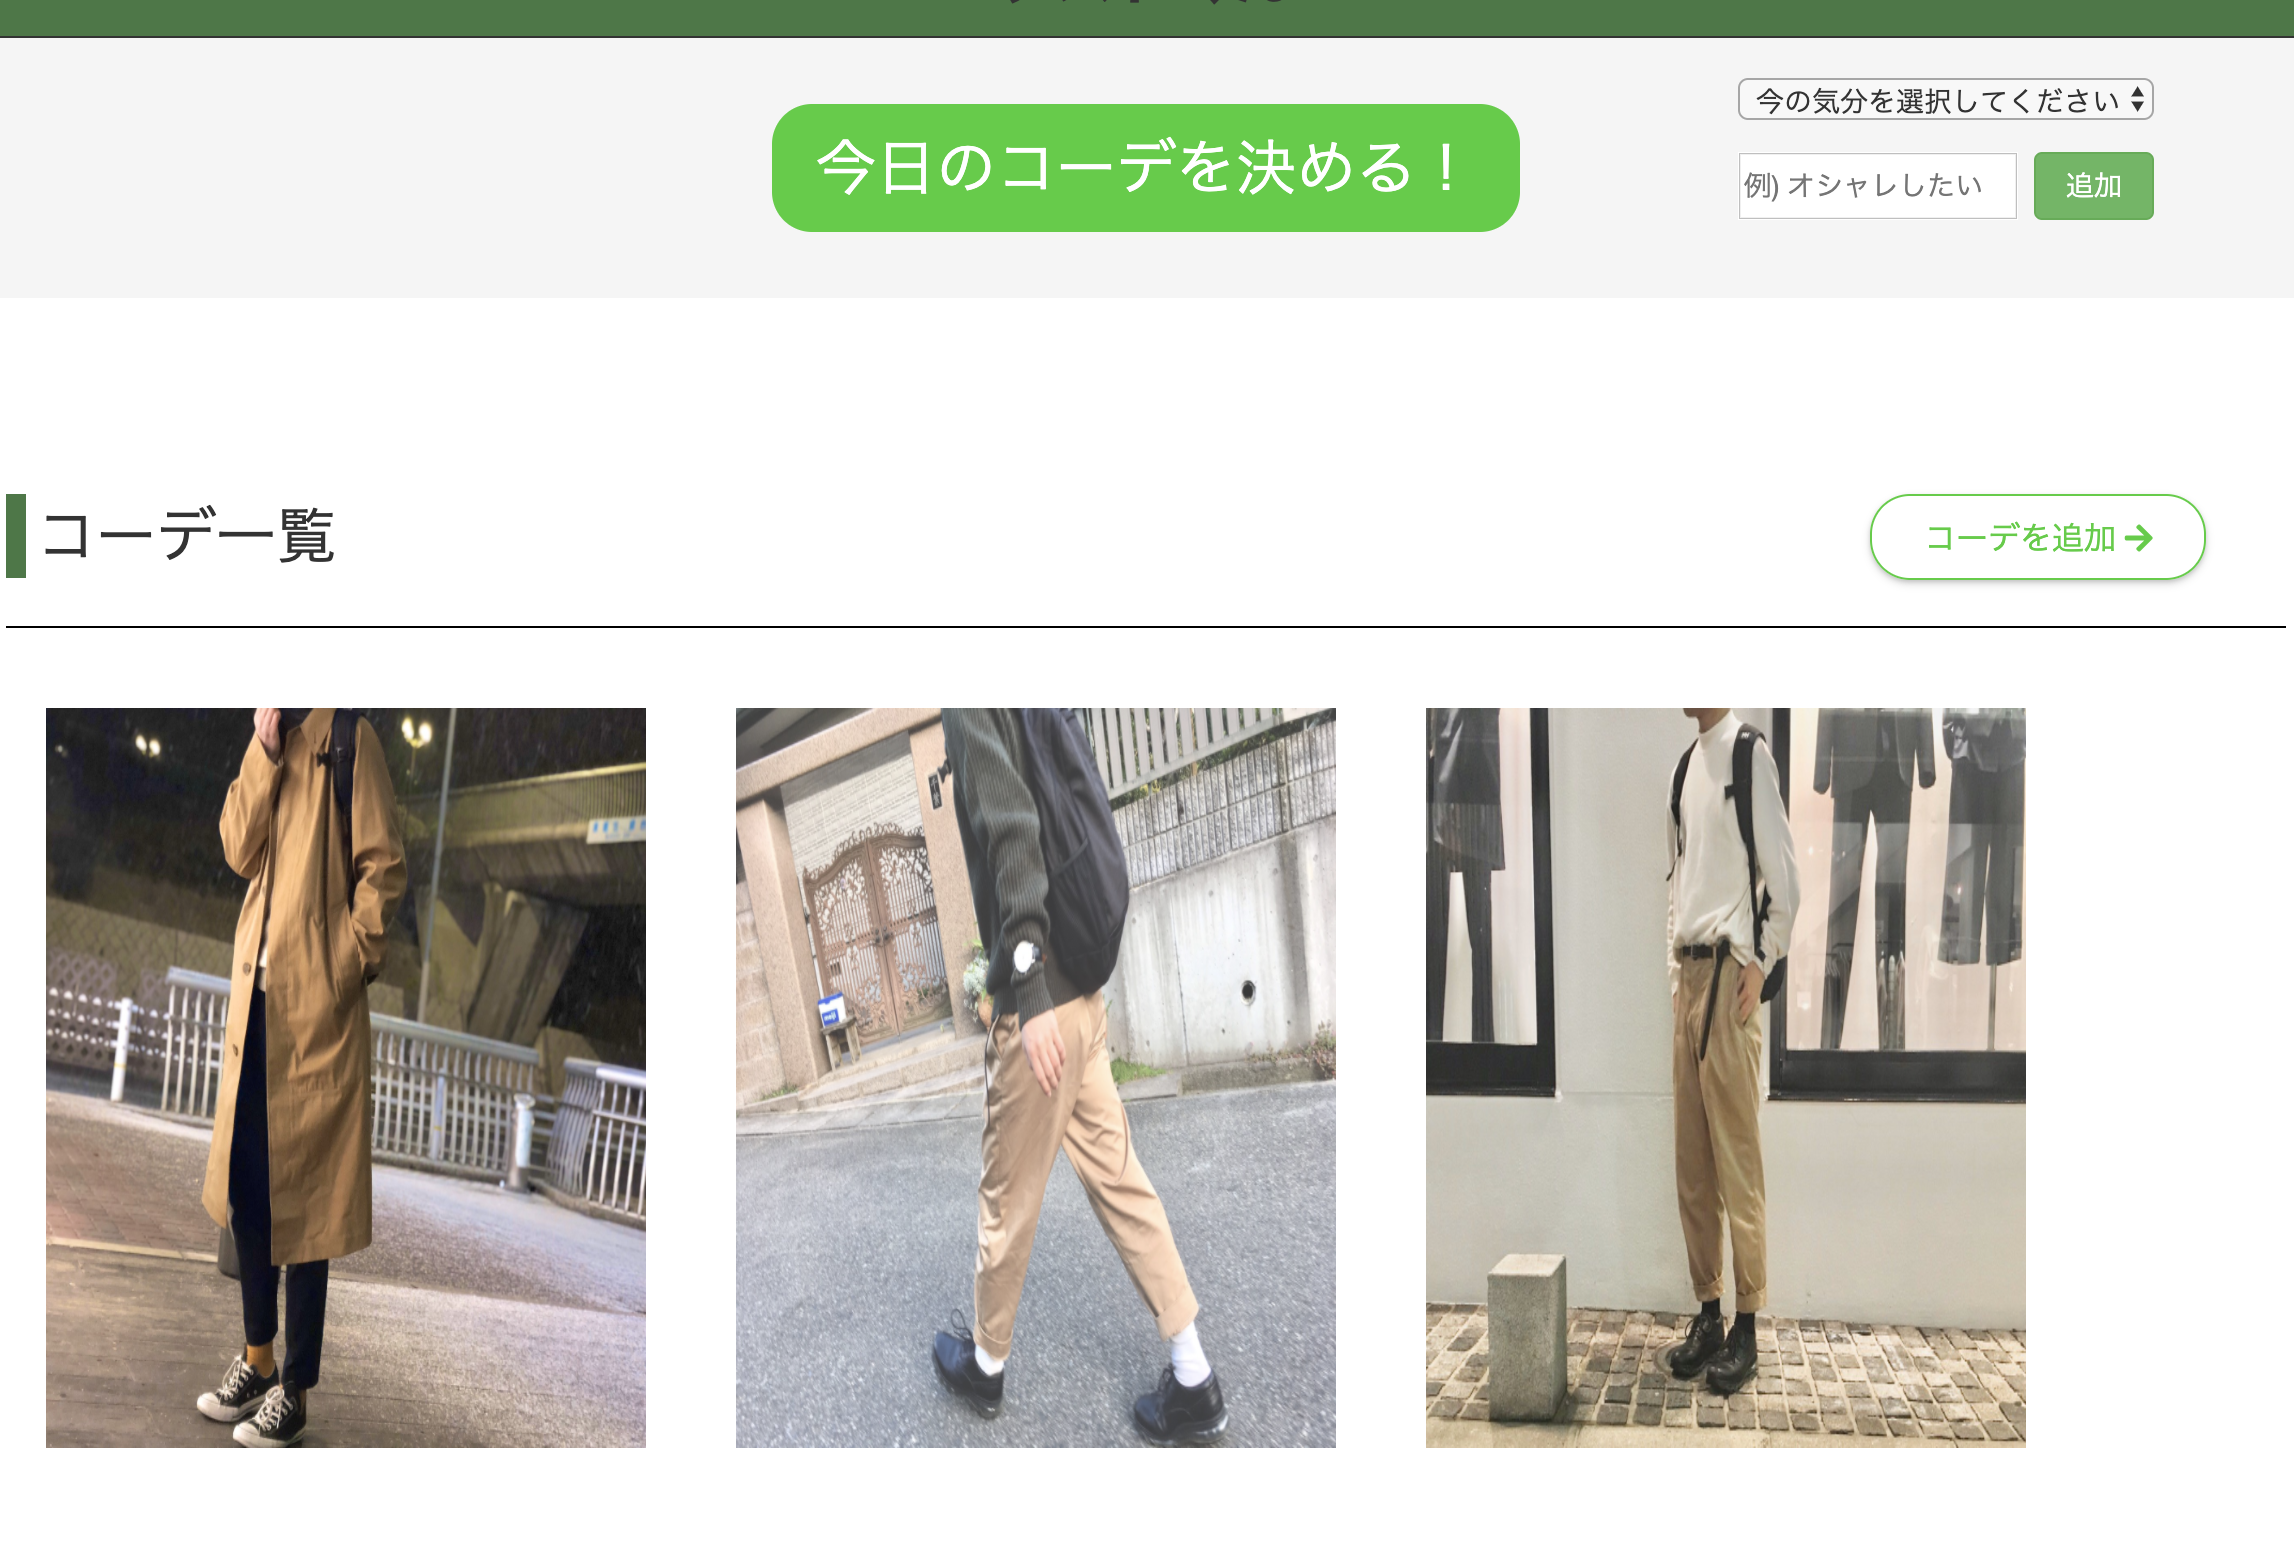 今の気分を選択してください
今日のコーデを決める！
例) オシャレしたい
追加
コーデ一覧
コーデを追加